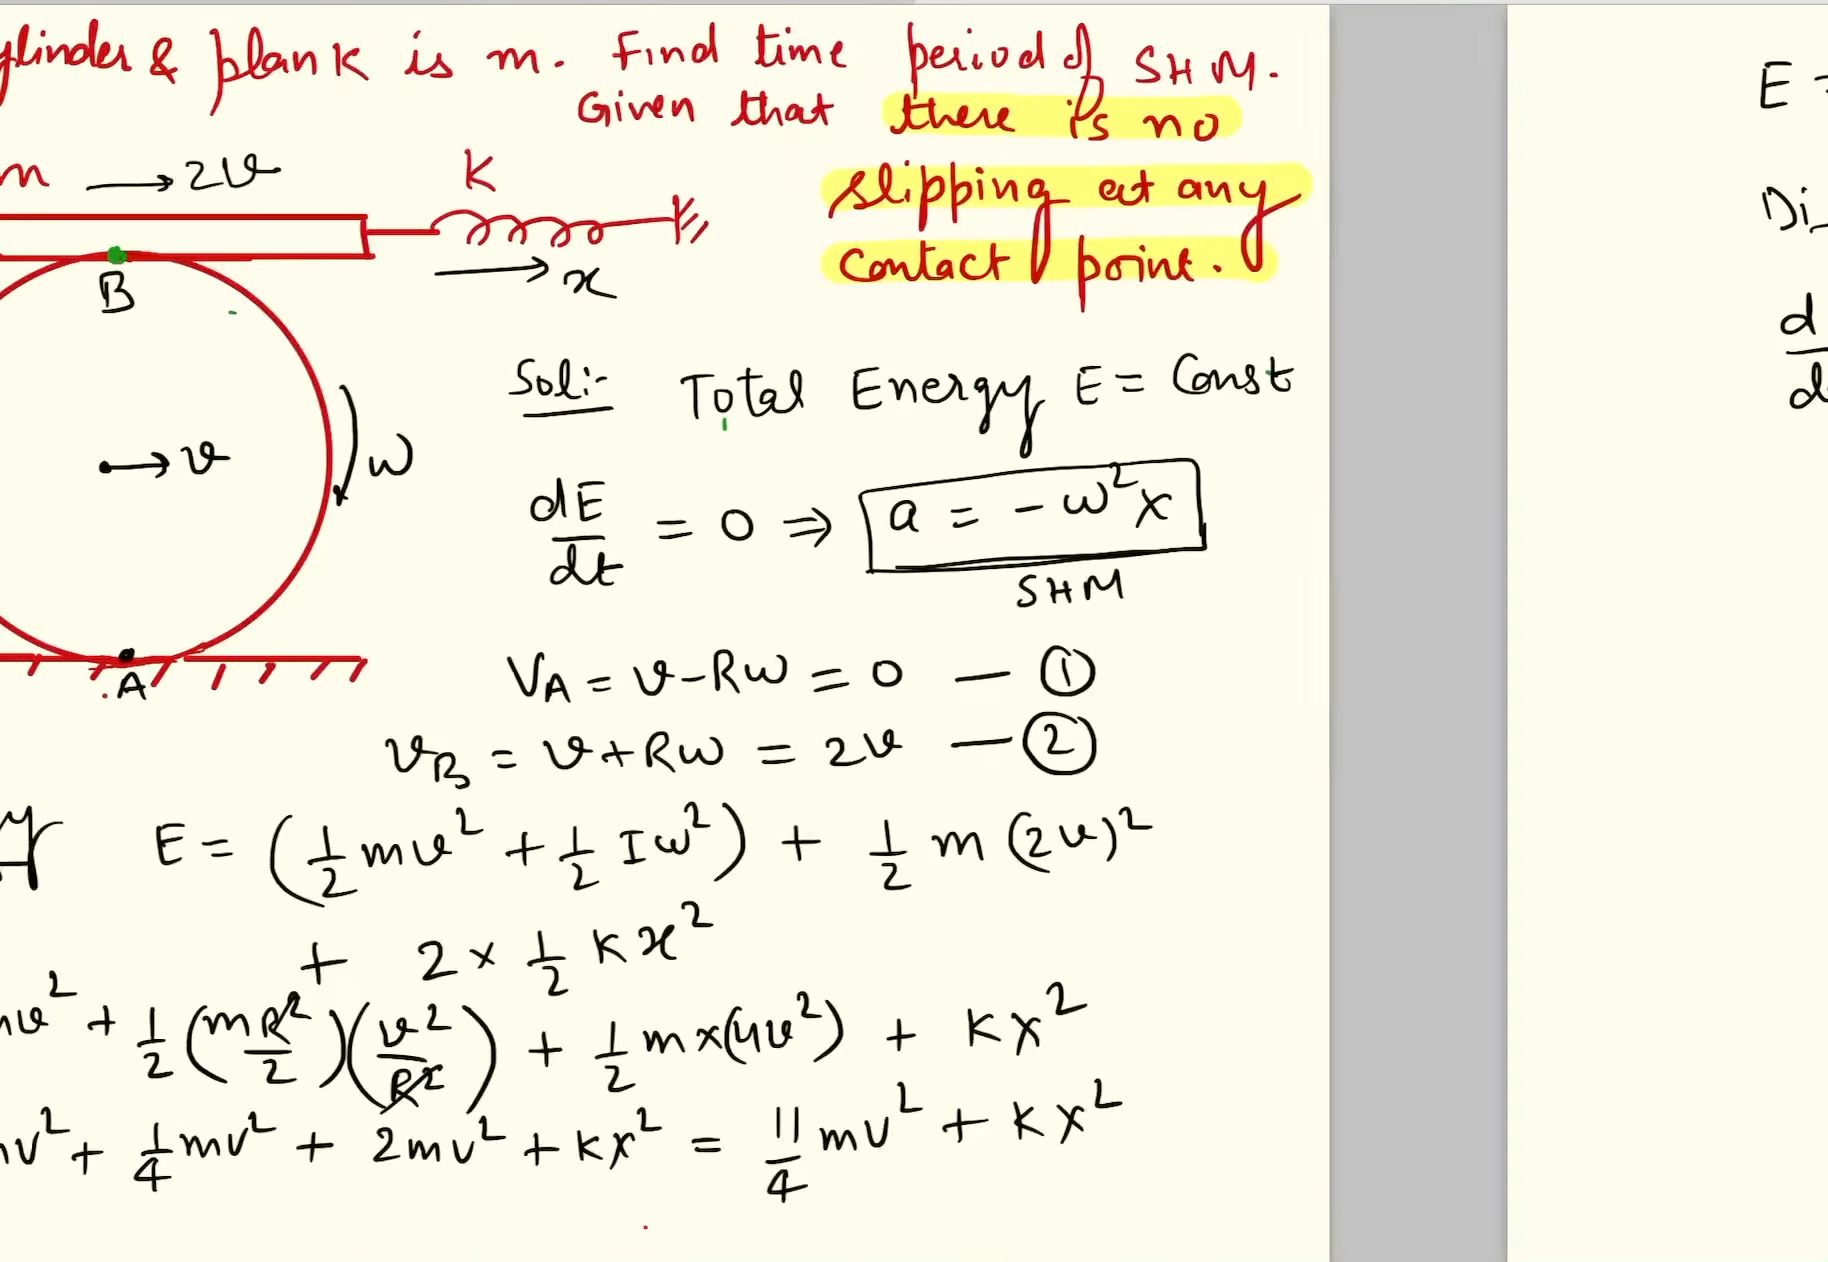 ylinder & plank is m. Find time period of SHM.
Given that there is no
slipping at any
contact point.
m → 2v K
→ x
B
Sol:- Total Energy E = Const
→ v ω
dE/dt = 0 ⇒ a = - ω²x
SHM
A
V_A = v - Rω = 0 — ①
v_B = v + Rω = 2v — ②
E = (1/2 mv² + 1/2 Iω²) + 1/2 m (2v)²
+ 2 × 1/2 K x²
mv² + 1/2 (mR²/2)(v²/R²) + 1/2 m×(4v²) + Kx²
mv² + 1/4 mv² + 2mv² + Kx² = 11/4 mv² + Kx²
E =
Di
d
d